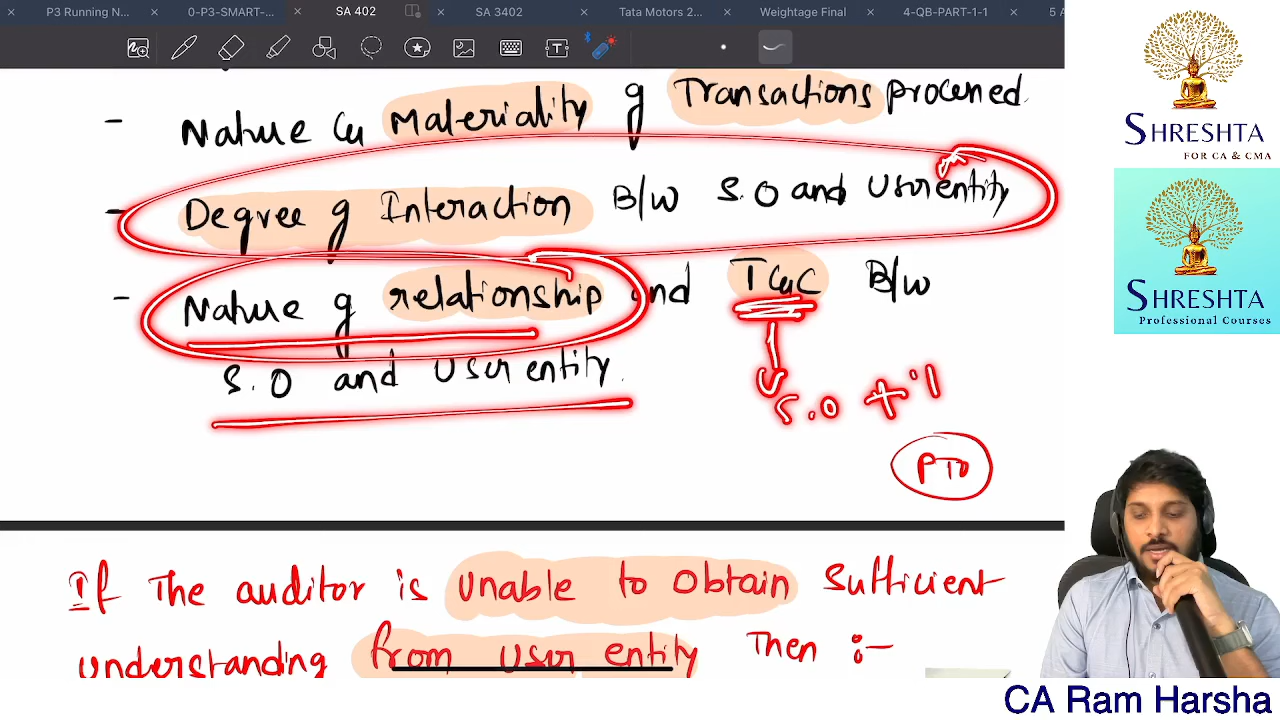 P3 Running N...
0-P3-SMART-...
SA 402
SA 3402
Tata Motors 2...
Weightage Final
4-QB-PART-1-1
5 A
- Nature & Materiality of Transactions processed.
- Degree of Interaction B/w S.O and User entity
- Nature of relationship and T&C B/w
S.O and User entity.
S.O +
PTO
If The auditor is unable to Obtain Sufficient
understanding from user entity Then :-
SHRESHTA
FOR CA & CMA
SHRESHTA
Professional Courses
CA Ram Harsha